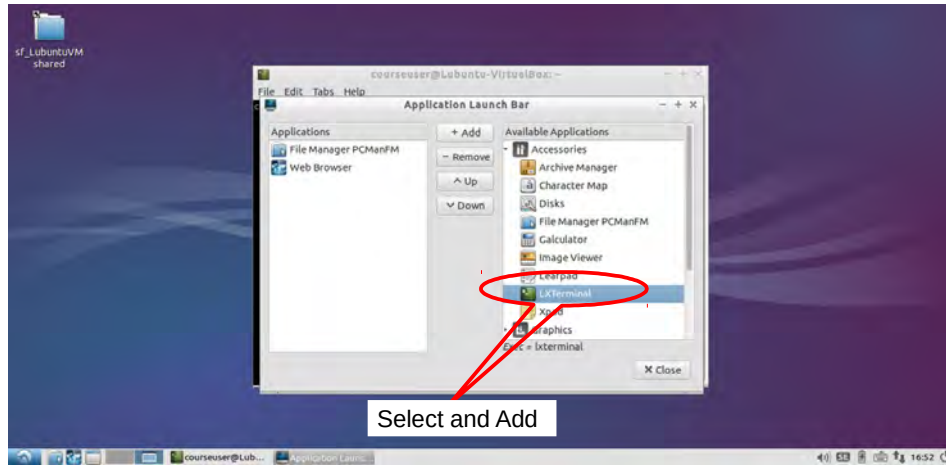 sf_LubuntuVM
shared
courseuser@Lubuntu-VirtualBox: ~
File Edit Tabs Help
Application Launch Bar
Applications
File Manager PCManFM
Web Browser
+ Add
− Remove
Up
Down
Available Applications
Accessories
Archive Manager
Character Map
Disks
File Manager PCManFM
Galculator
Image Viewer
Leafpad
LXTerminal
Xpad
Graphics
Exec = lxterminal
Close
Select and Add
courseuser@Lub...
Application Launc...
SE
16:52